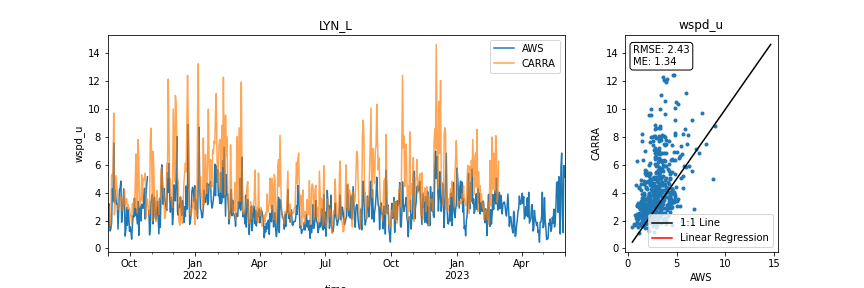 LYN_L
wspd_u
14
12
10
8
6
4
2
0
AWS
CARRA
Oct
Jan
2022
Apr
Jul
Oct
Jan
2023
Apr
time
wspd_u
CARRA
14
12
10
8
6
4
2
0
RMSE: 2.43
ME: 1.34
1:1 Line
Linear Regression
0
5
10
15
AWS